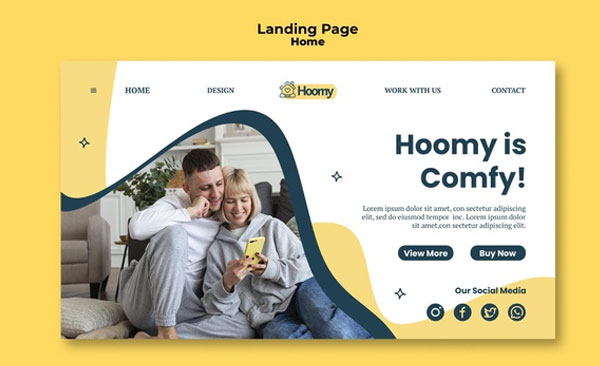 Landing Page
Home
HOME DESIGN Hoomy WORK WITH US CONTACT
Hoomy is
Comfy!
Lorem ipsum dolor sit amet, con sectetur adipiscing
elit, sed do eiusmod tempor inc. Lorem ipsum dolor
sit amet,con sectetur adipiscing elit.
View More Buy Now
Our Social Media